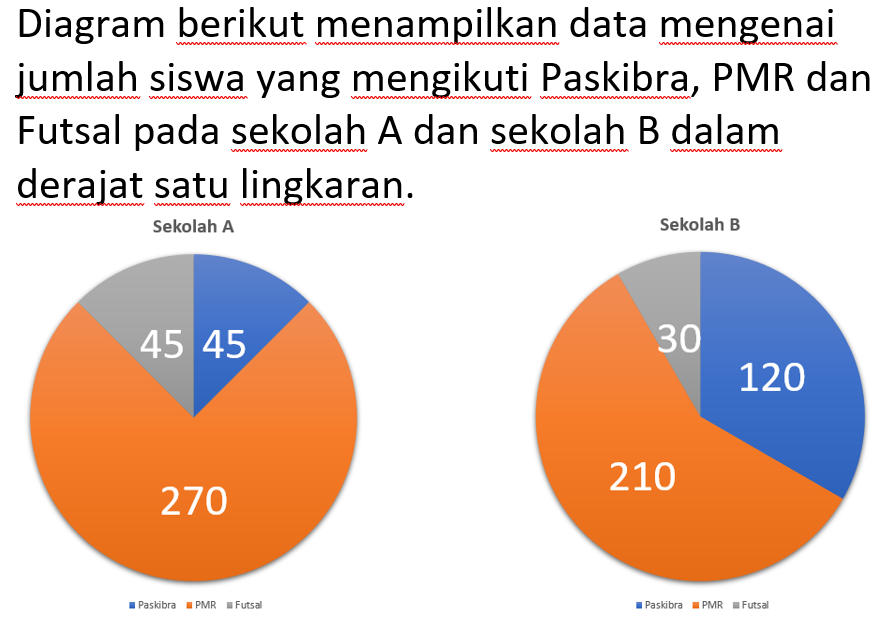 Diagram berikut menampilkan data mengenai
jumlah siswa yang mengikuti Paskibra, PMR dan
Futsal pada sekolah A dan sekolah B dalam
derajat satu lingkaran.
Sekolah A
45 45
270
Paskibra PMR Futsal
Sekolah B
30
120
210
Paskibra PMR Futsal